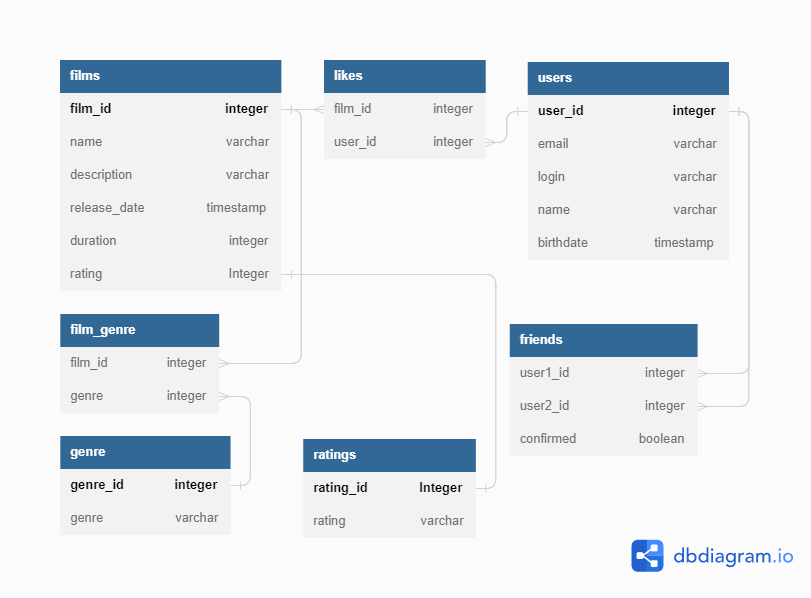 films
film_id integer
name varchar
description varchar
release_date timestamp
duration integer
rating Integer
likes
film_id integer
user_id integer
users
user_id integer
email varchar
login varchar
name varchar
birthdate timestamp
film_genre
film_id integer
genre integer
friends
user1_id integer
user2_id integer
confirmed boolean
genre
genre_id integer
genre varchar
ratings
rating_id Integer
rating varchar
dbdiagram.io